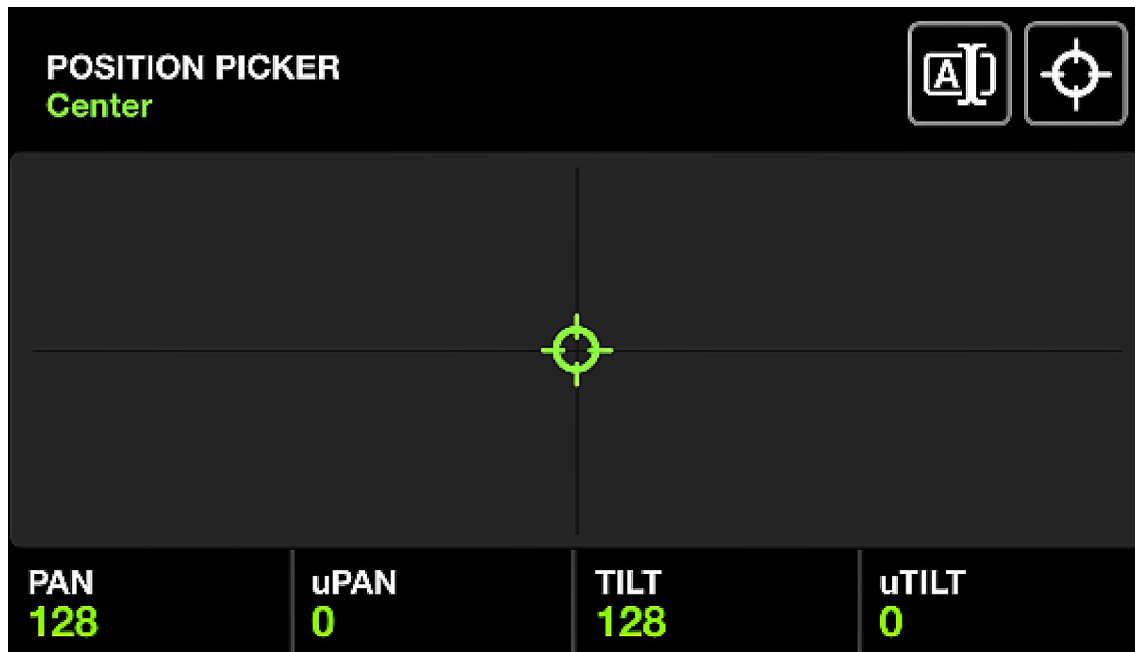 POSITION PICKER
Center
A
PAN
128
uPAN
0
TILT
128
uTILT
0